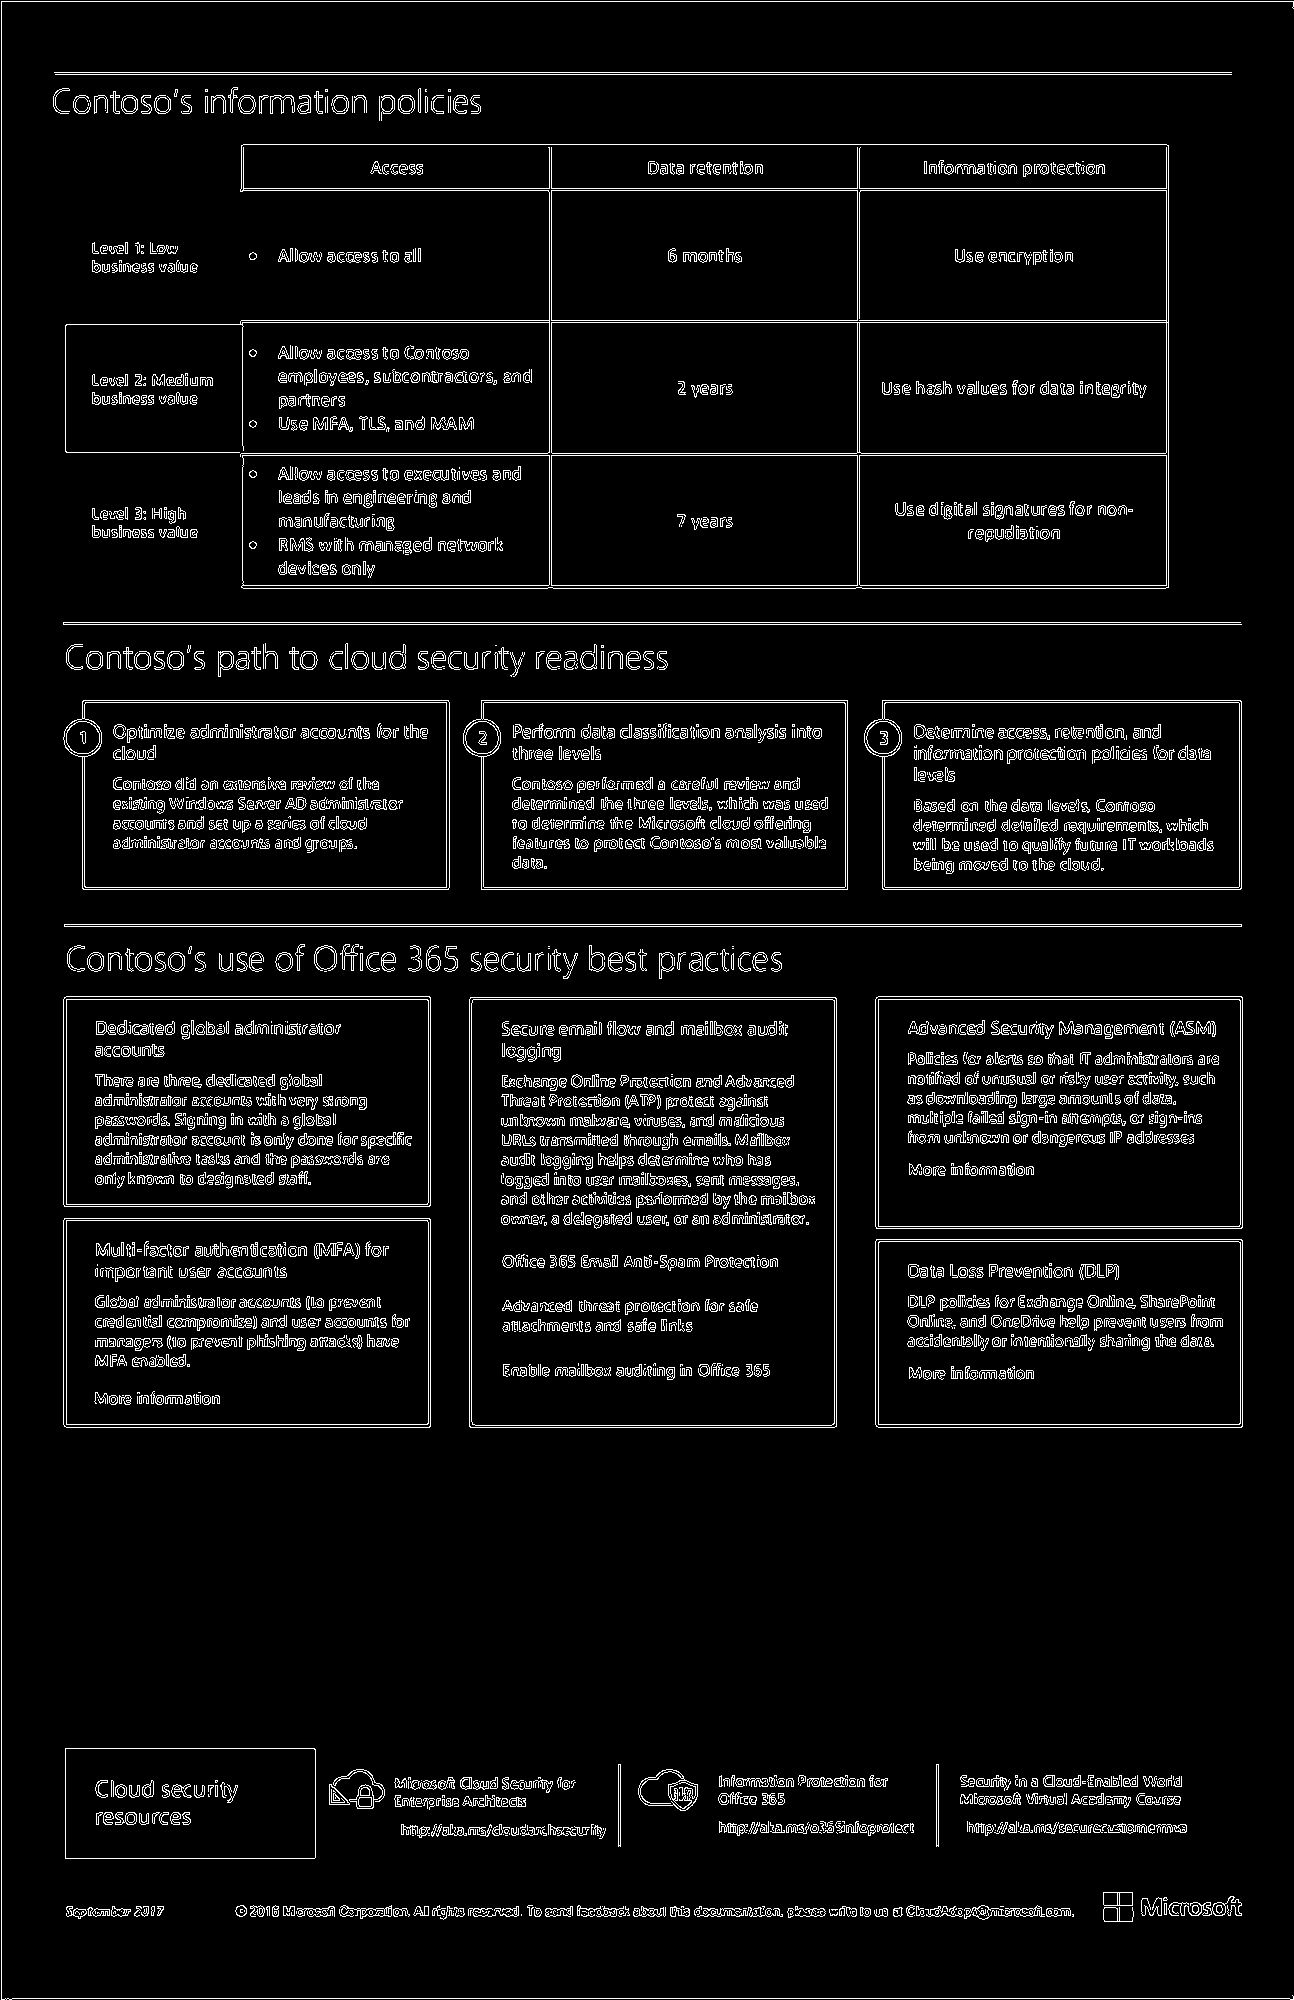 Contoso's information policies
Access
Data retention
Information protection
Level 1: Low
business value
Allow access to all
6 months
Use encryption
Level 2: Medium
business value
Allow access to Contoso
employees, subcontractors, and
partners
Use MFA, TLS, and MAM
2 years
Use hash values for data integrity
Level 3: High
business value
Allow access to executives and
leads in engineering and
manufacturing
RMS with managed network
devices only
7 years
Use digital signatures for non-
repudiation
Contoso's path to cloud security readiness
1
Optimize administrator accounts for the
cloud
Contoso did an extensive review of the
existing Windows Server AD administrator
accounts and set up a series of cloud
administrator accounts and groups.
2
Perform data classification analysis into
three levels
Contoso performed a careful review and
determined the three levels, which was used
to determine the Microsoft cloud offering
features to protect Contoso's most valuable
data.
3
Determine access, retention, and
information protection policies for data
levels
Based on the data levels, Contoso
determined detailed requirements, which
will be used to qualify future IT workloads
being moved to the cloud.
Contoso's use of Office 365 security best practices
Dedicated global administrator
accounts
There are three, dedicated global
administrator accounts with very strong
passwords. Signing in with a global
administrator account is only done for specific
administrative tasks and the passwords are
only known to designated staff.
Multi-factor authentication (MFA) for
important user accounts
Global administrator accounts (to prevent
credential compromise) and user accounts for
managers (to prevent phishing attacks) have
MFA enabled.
More information
Secure email flow and mailbox audit
logging
Exchange Online Protection and Advanced
Threat Protection (ATP) protect against
unknown malware, viruses, and malicious
URLs transmitted through emails. Mailbox
audit logging helps determine who has
logged into user mailboxes, sent messages,
and other activities performed by the mailbox
owner, a delegated user, or an administrator.
Office 365 Email Anti-Spam Protection
Advanced threat protection for safe
attachments and safe links
Enable mailbox auditing in Office 365
Advanced Security Management (ASM)
Policies for alerts so that IT administrators are
notified of unusual or risky user activity, such
as downloading large amounts of data,
multiple failed sign-in attempts, or sign-ins
from unknown or dangerous IP addresses
More information
Data Loss Prevention (DLP)
DLP policies for Exchange Online, SharePoint
Online, and OneDrive help prevent users from
accidentally or intentionally sharing the data.
More information
Cloud security
resources
Microsoft Cloud Security for
Enterprise Architects
http://aka.ms/cloudarchsecurity
Information Protection for
Office 365
http://aka.ms/o365infoprotect
Security in a Cloud-Enabled World
Microsoft Virtual Academy Course
http://aka.ms/securecustomermva
September 2017
© 2016 Microsoft Corporation. All rights reserved. To send feedback about this documentation, please write to us at CloudAdopt@microsoft.com.
Microsoft